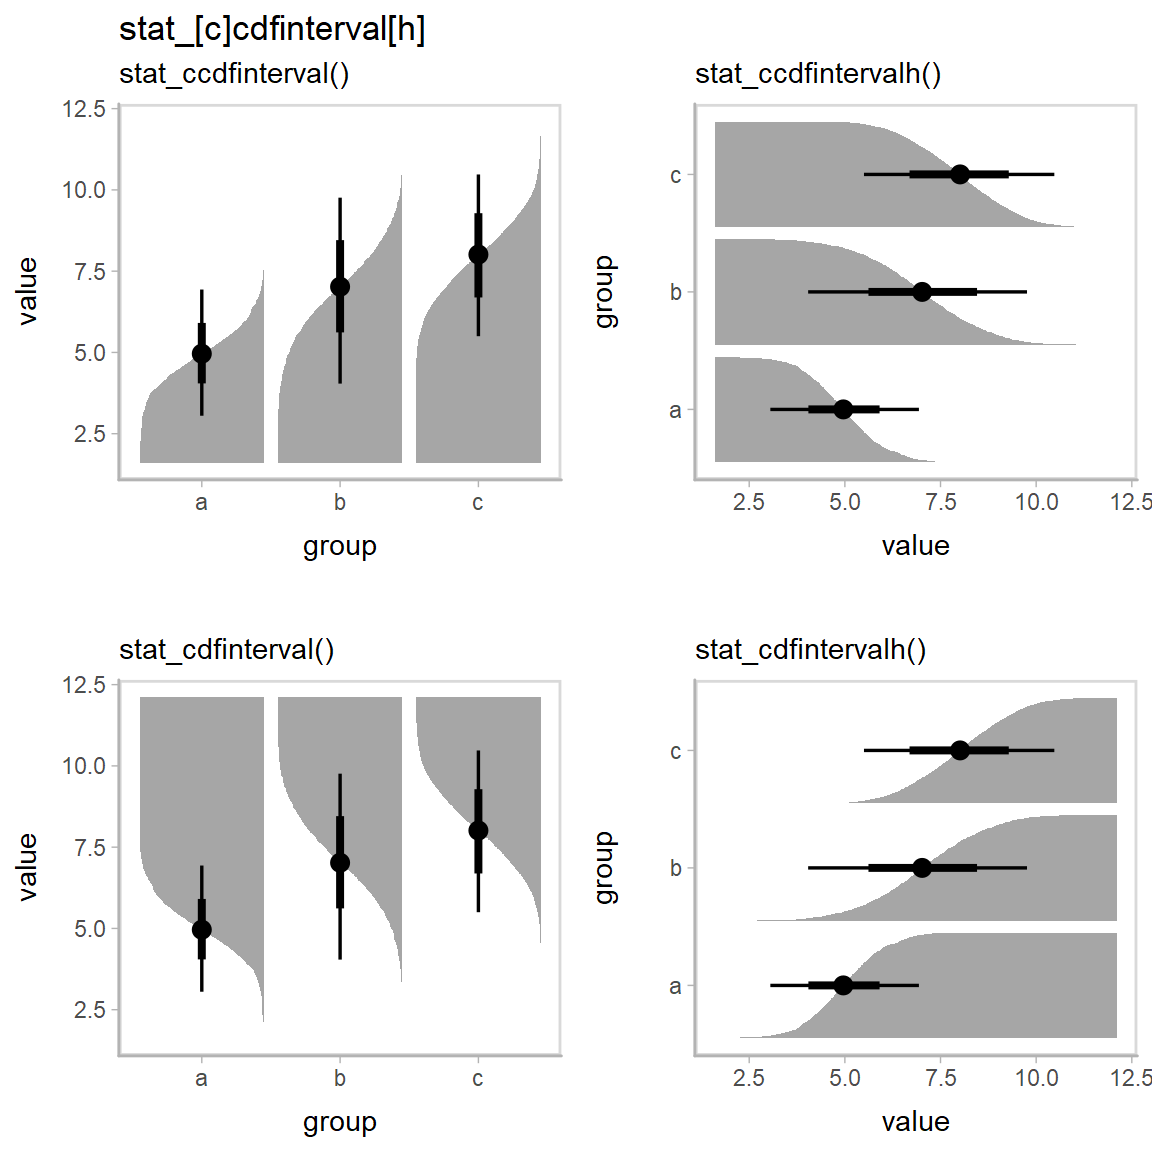 stat_[c]cdfinterval[h]
stat_ccdfinterval()
value
12.5
10.0
7.5
5.0
2.5
a b c
group
stat_ccdfintervalh()
group
c
b
a
2.5 5.0 7.5 10.0 12.5
value
stat_cdfinterval()
value
12.5
10.0
7.5
5.0
2.5
a b c
group
stat_cdfintervalh()
group
c
b
a
2.5 5.0 7.5 10.0 12.5
value